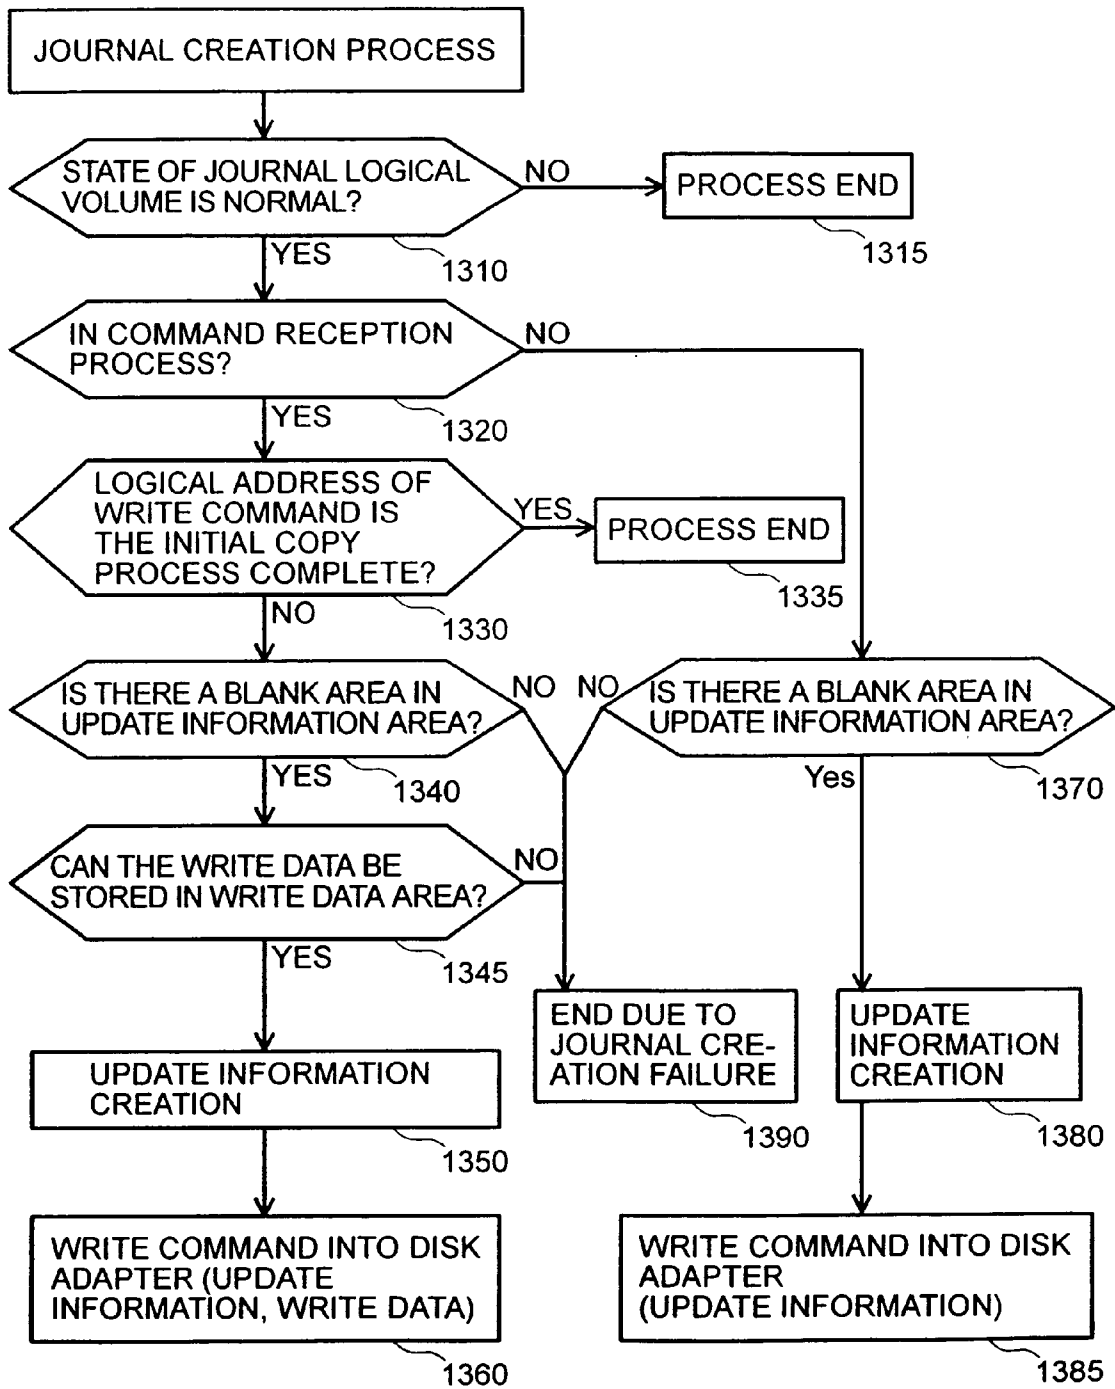 JOURNAL CREATION PROCESS
STATE OF JOURNAL LOGICAL
VOLUME IS NORMAL?
NO
PROCESS END
1315
YES
1310
IN COMMAND RECEPTION
PROCESS?
NO
YES
1320
LOGICAL ADDRESS OF
WRITE COMMAND IS
THE INITIAL COPY
PROCESS COMPLETE?
YES
PROCESS END
1335
NO
1330
IS THERE A BLANK AREA IN
UPDATE INFORMATION AREA?
NO
NO
IS THERE A BLANK AREA IN
UPDATE INFORMATION AREA?
YES
1340
Yes
1370
CAN THE WRITE DATA BE
STORED IN WRITE DATA AREA?
NO
YES
1345
END DUE TO
JOURNAL CRE-
ATION FAILURE
1390
UPDATE
INFORMATION
CREATION
1380
UPDATE INFORMATION
CREATION
1350
WRITE COMMAND INTO DISK
ADAPTER (UPDATE
INFORMATION, WRITE DATA)
1360
WRITE COMMAND INTO DISK
ADAPTER
(UPDATE INFORMATION)
1385